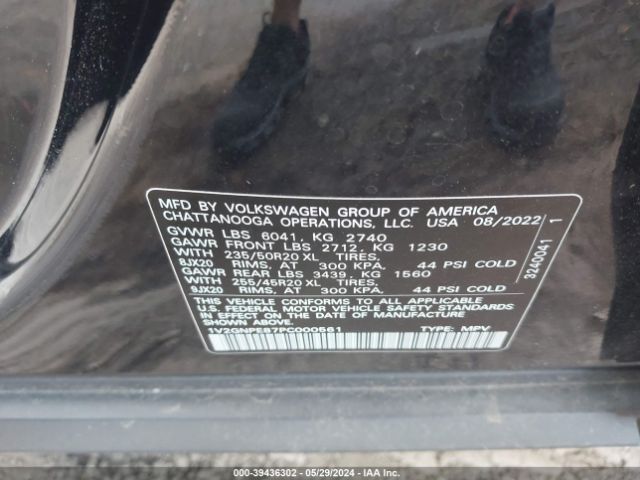 MFD BY VOLKSWAGEN GROUP OF AMERICA
CHATTANOOGA OPERATIONS, LLC. USA 08/2022
GVWR LBS 6041, KG 2740
GAWR FRONT LBS 2712, KG 1230
WITH 235/50R20 XL TIRES,
8JX20 RIMS, AT 300 KPA, 44 PSI COLD
GAWR REAR LBS 3439, KG 1560
WITH 255/45R20 XL TIRES,
9JX20 RIMS, AT 300 KPA, 44 PSI COLD
THIS VEHICLE CONFORMS TO ALL APPLICABLE
U.S. FEDERAL MOTOR VEHICLE SAFETY STANDARDS
IN EFFECT ON THE DATE OF MANUFACTURE
SHOWN ABOVE.
1V2GNPE87PC000561 TYPE: MPV
3240041 1
000-39436302 - 05/29/2024 - IAA Inc.